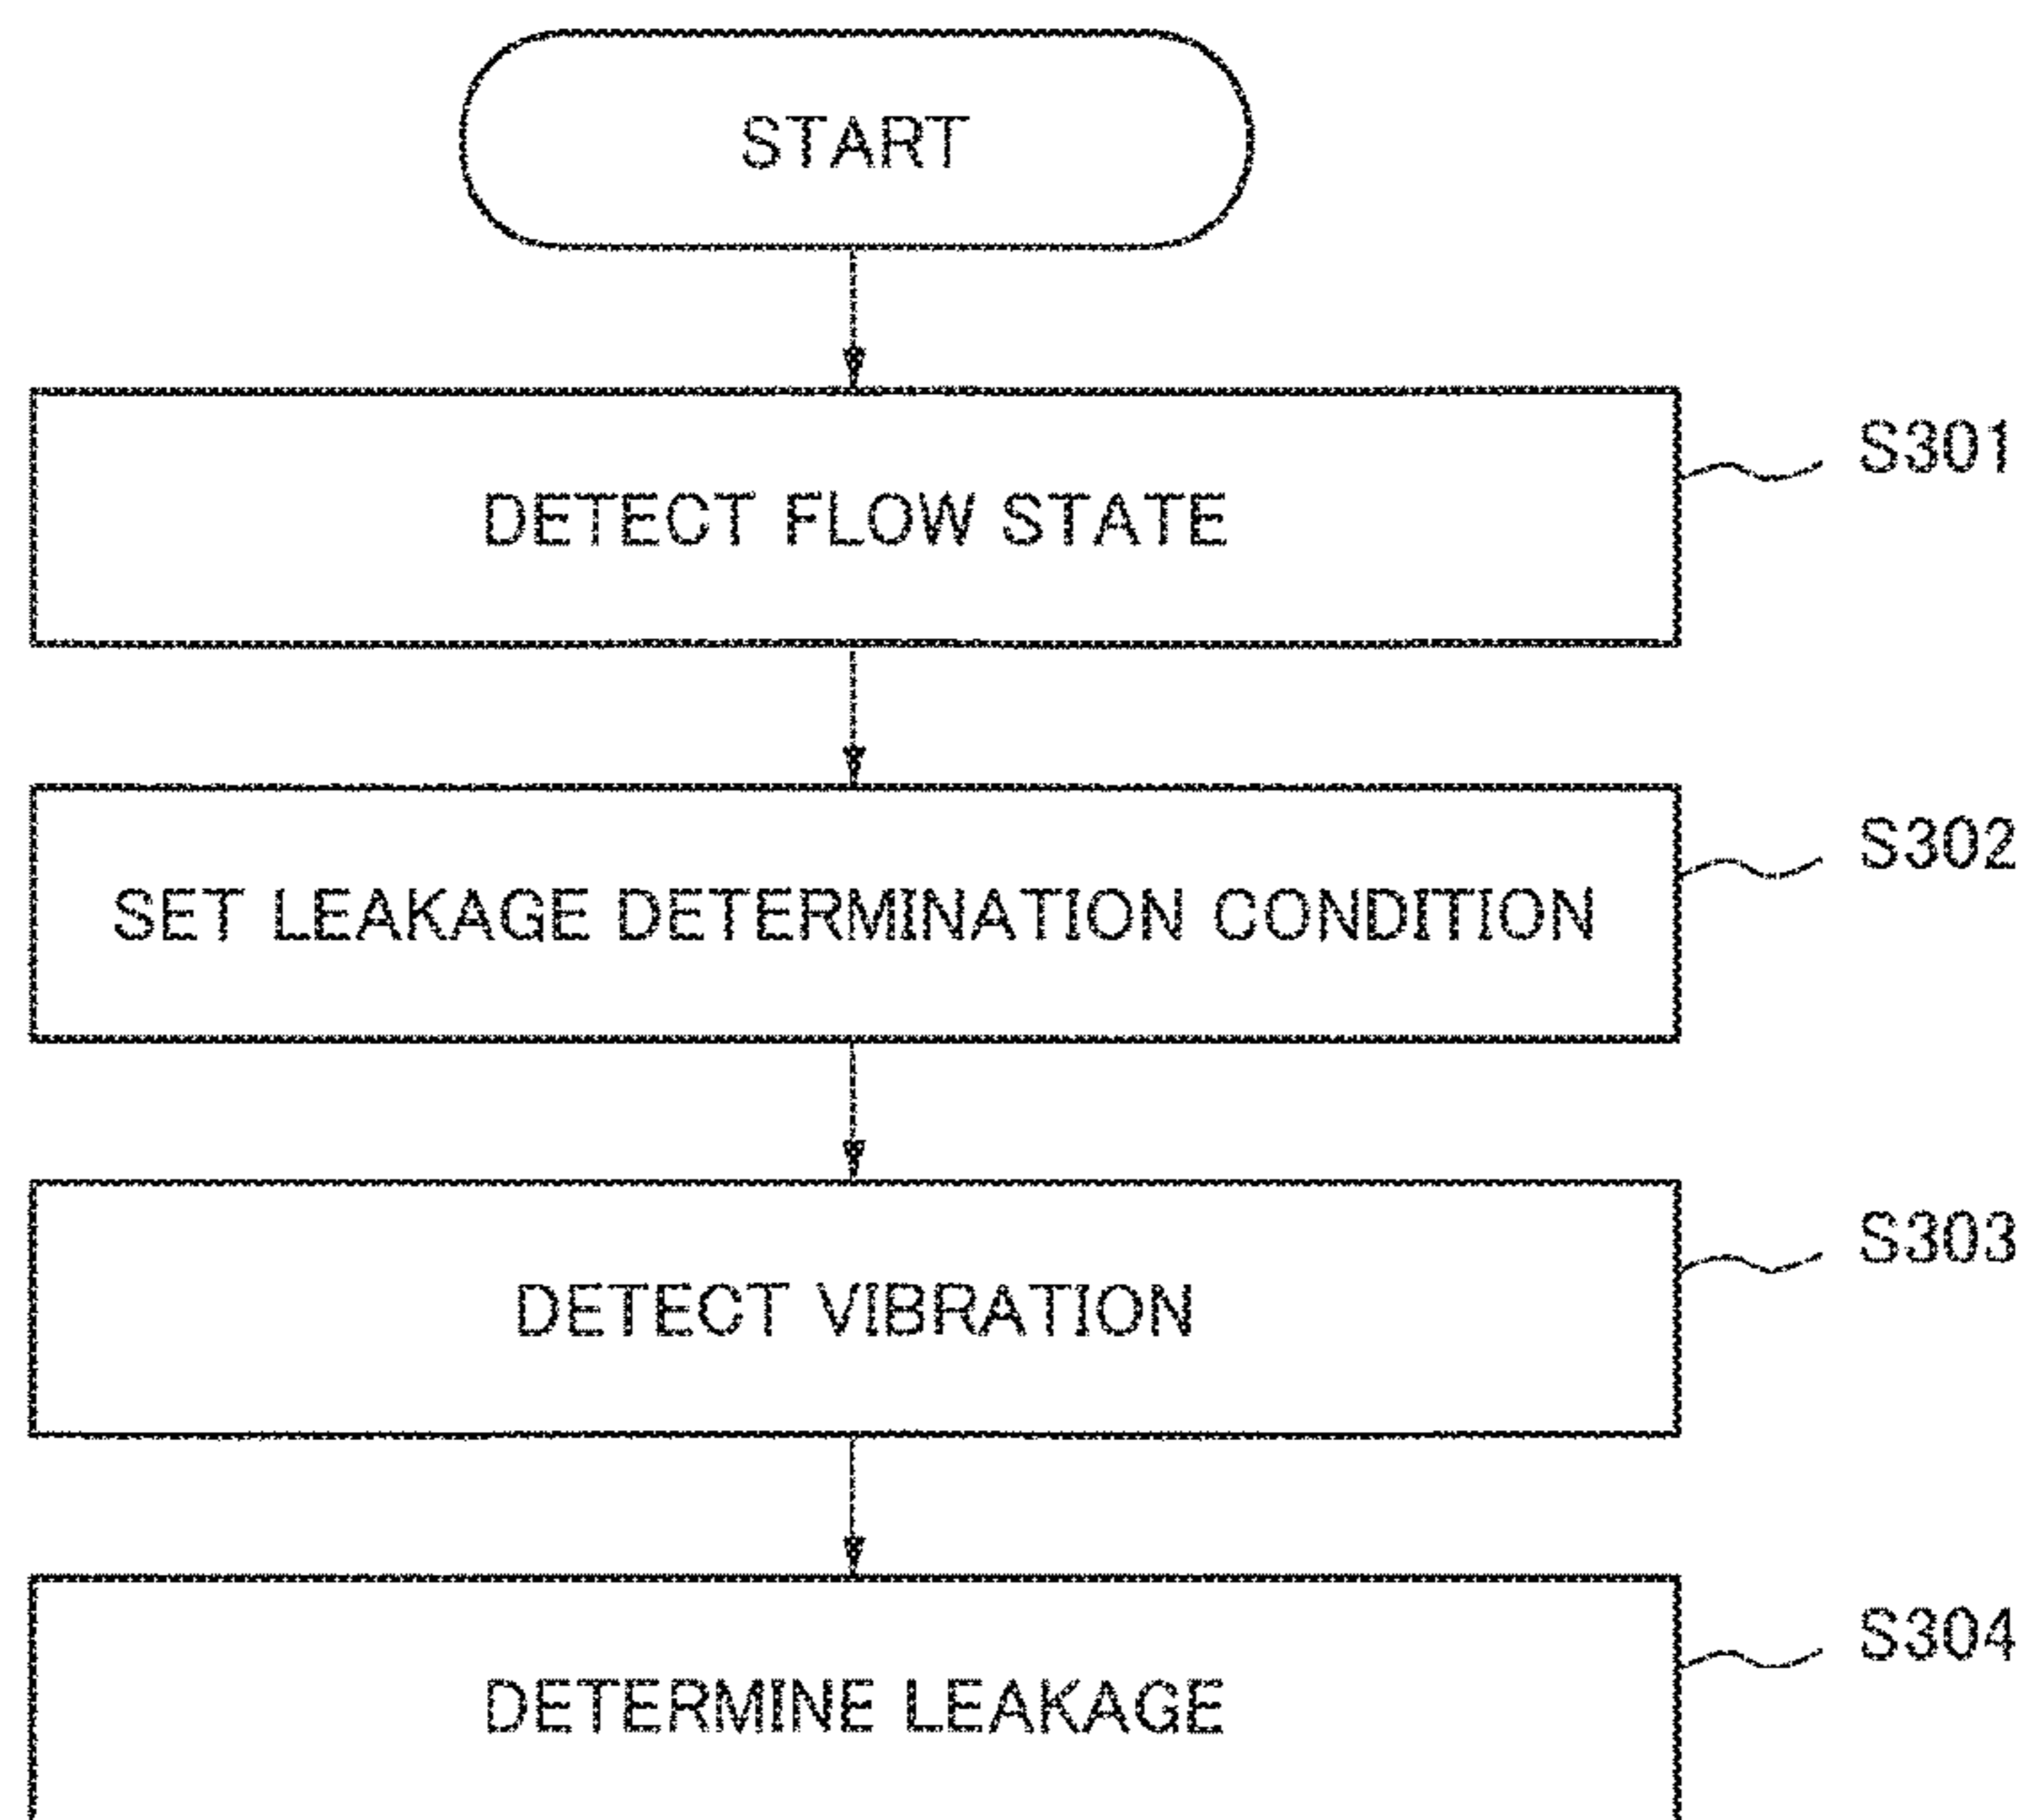 START
DETECT FLOW STATE
S301
SET LEAKAGE DETERMINATION CONDITION
S302
DETECT VIBRATION
S303
DETERMINE LEAKAGE
S304